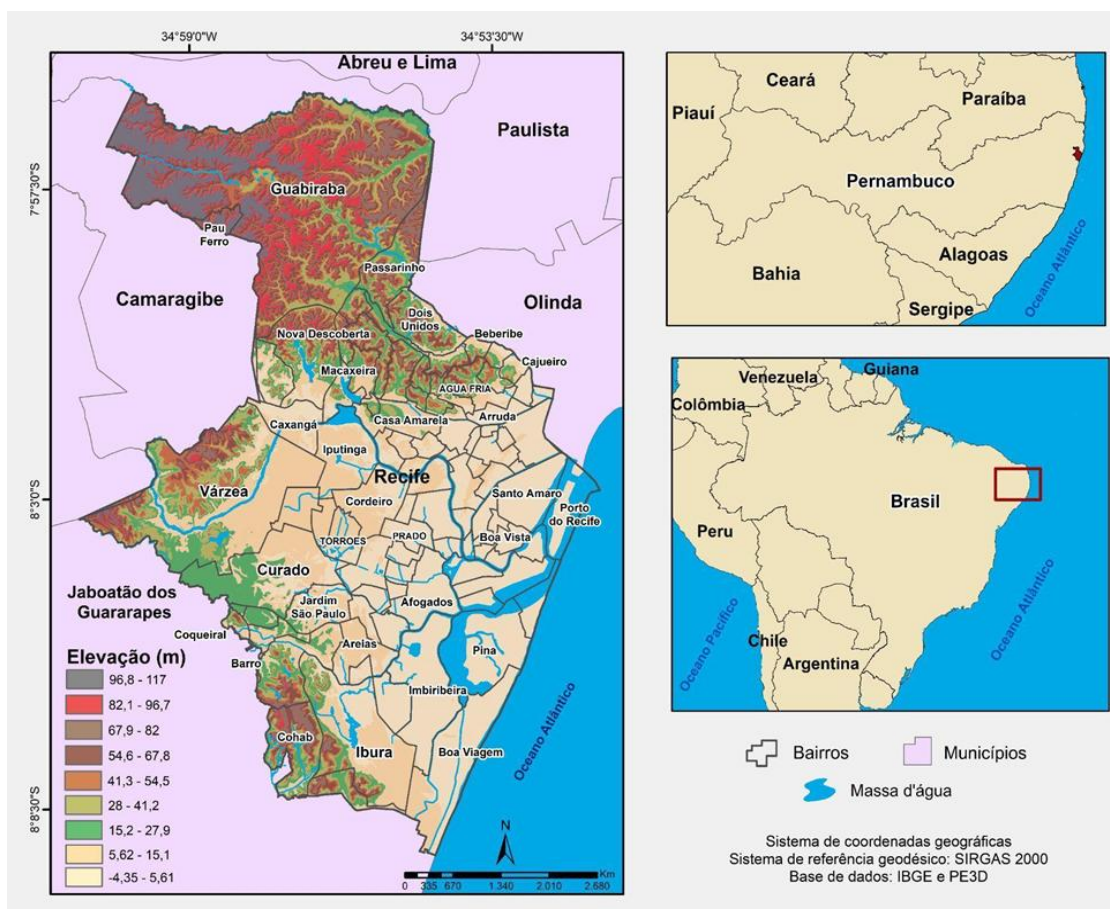 34°59'0"W
34°53'30"W
7°57'30"S
8°3'0"S
8°8'30"S
Abreu e Lima
Paulista
Guabiraba
Pau
Ferro
Passarinho
Camaragibe
Olinda
Dois
Unidos
Nova Descoberta
Beberibe
Macaxeira
Cajueiro
AGUA FRIA
Casa Amarela
Arruda
Caxangá
Iputinga
Recife
Várzea
Cordeiro
Santo Amaro
Porto
do Recife
TORROES
PRADO
Boa Vista
Curado
Jaboatão dos
Guararapes
Jardim
São Paulo
Afogados
Coqueiral
Areias
Pina
Barro
Imbiribeira
Cohab
Ibura
Boa Viagem
Oceano Atlântico
Elevação (m)
96,8 - 117
82,1 - 96,7
67,9 - 82
54,6 - 67,8
41,3 - 54,5
28 - 41,2
15,2 - 27,9
5,62 - 15,1
-4,35 - 5,61
N
Km
0 335 670 1.340 2.010 2.680
Ceará
Piauí
Paraíba
Pernambuco
Alagoas
Bahia
Sergipe
Oceano Atlântico
Guiana
Venezuela
Colômbia
Brasil
Peru
Chile
Argentina
Oceano Pacífico
Oceano Atlântico
Bairros
Municípios
Massa d'água
Sistema de coordenadas geográficas
Sistema de referência geodésico: SIRGAS 2000
Base de dados: IBGE e PE3D